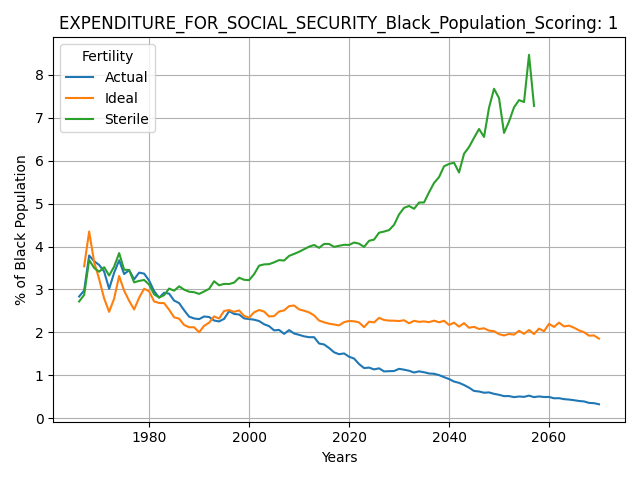 EXPENDITURE_FOR_SOCIAL_SECURITY_Black_Population_Scoring: 1
Fertility
Actual
Ideal
Sterile
8
7
6
5
4
3
2
1
0
% of Black Population
1980
2000
2020
2040
2060
Years